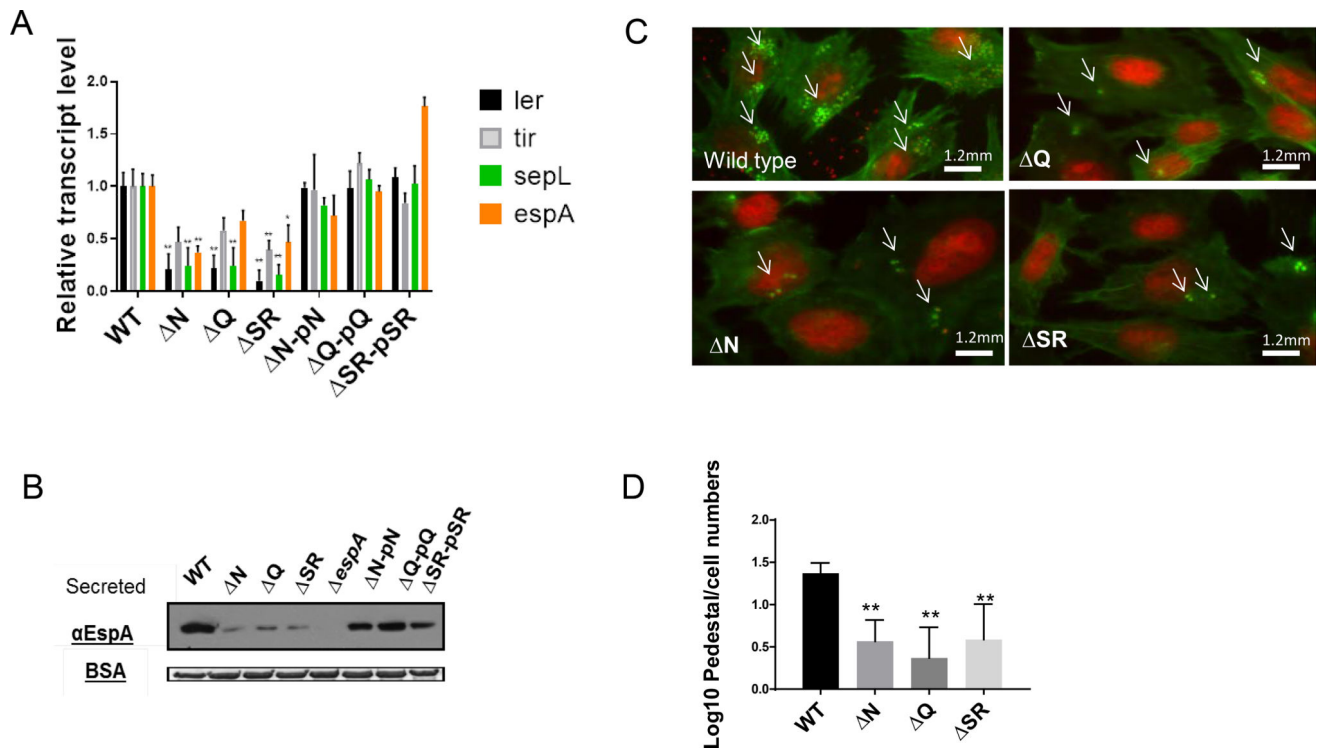 A
Relative transcript level
2.0
1.5
1.0
0.5
0.0
** ** ** ** ** ** ** ** *
WT
ΔN
ΔQ
ΔSR
ΔN-pN
ΔQ-pQ
ΔSR-pSR
ler
tir
sepL
espA
B
Secreted
WT
ΔN
ΔQ
ΔSR
ΔespA
ΔN-pN
ΔQ-pQ
ΔSR-pSR
αEspA
BSA
C
Wild type
1.2mm
ΔQ
1.2mm
ΔN
1.2mm
ΔSR
1.2mm
D
Log10 Pedestal/cell numbers
2.0
1.5
1.0
0.5
0.0
** ** **
WT
ΔN
ΔQ
ΔSR